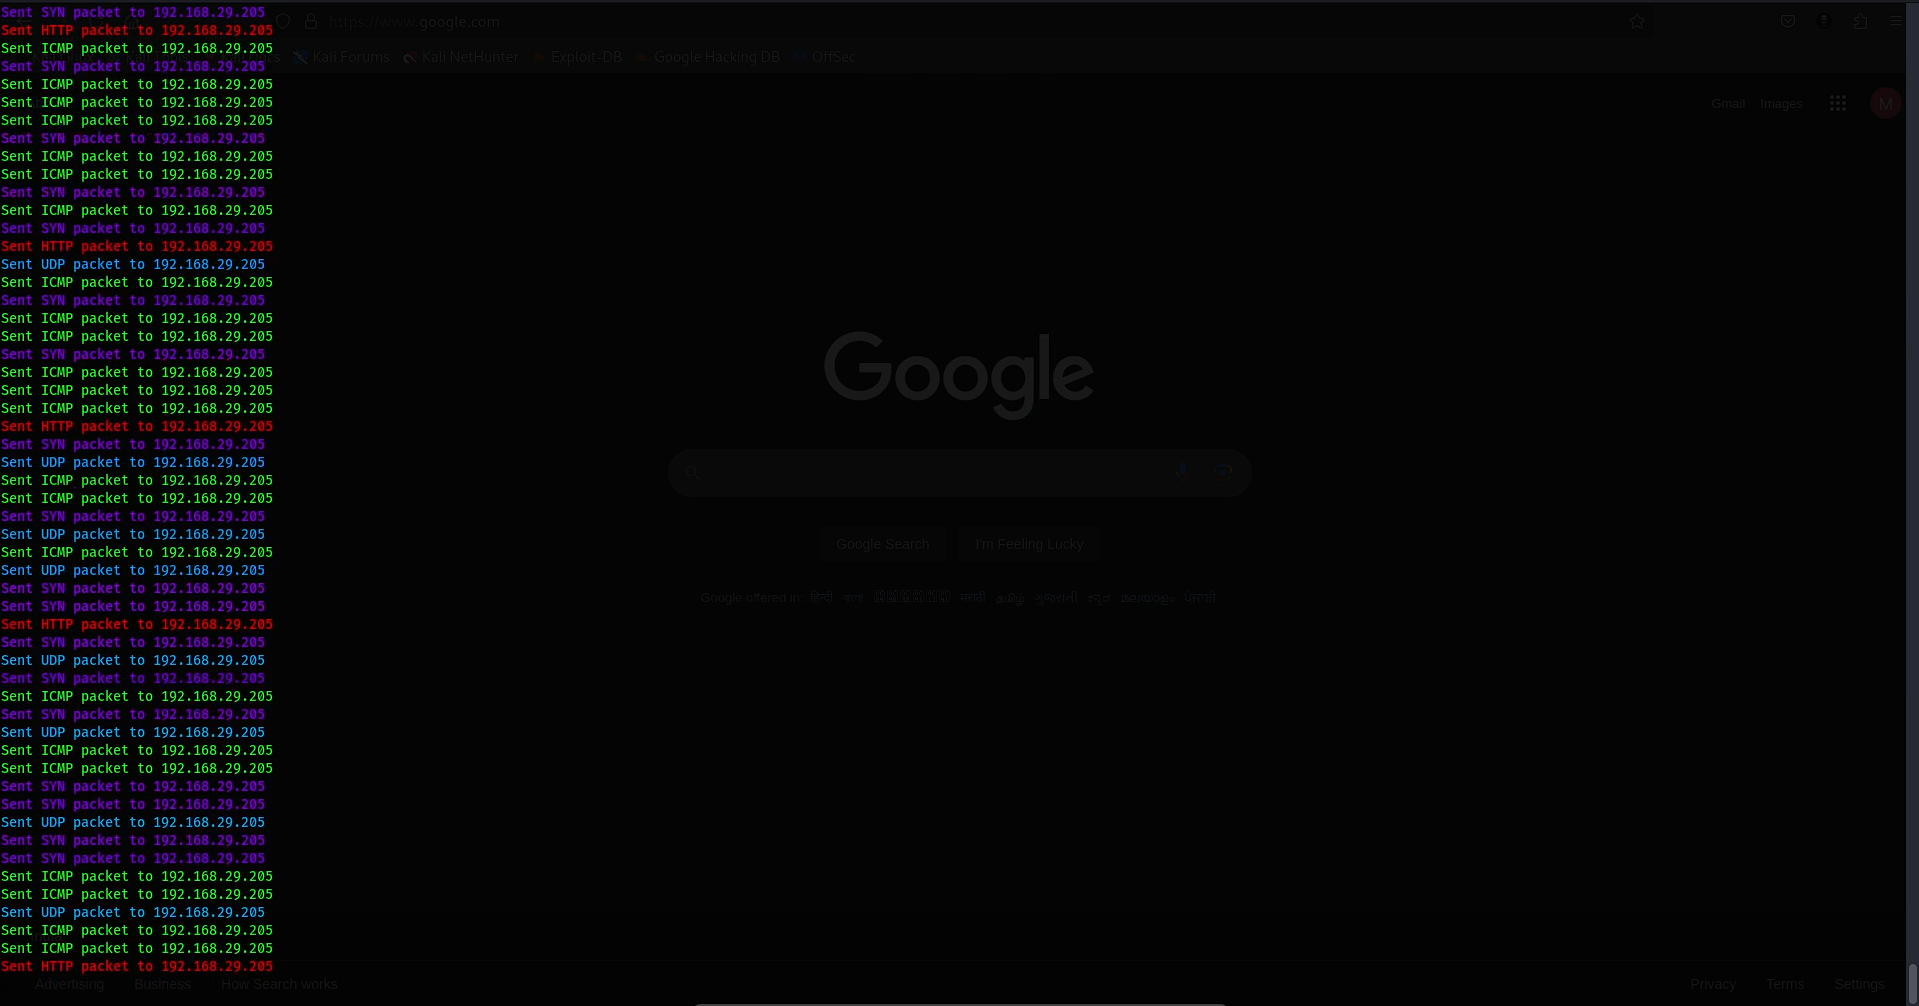 Sent SYN packet to 192.168.29.205
https://www.google.com
Sent HTTP packet to 192.168.29.205
Sent ICMP packet to 192.168.29.205
Kali Forums Kali NetHunter Exploit-DB Google Hacking DB OffSec
Sent SYN packet to 192.168.29.205
Sent ICMP packet to 192.168.29.205
Sent ICMP packet to 192.168.29.205
Gmail Images M
Sent ICMP packet to 192.168.29.205
Sent SYN packet to 192.168.29.205
Sent ICMP packet to 192.168.29.205
Sent ICMP packet to 192.168.29.205
Sent SYN packet to 192.168.29.205
Sent ICMP packet to 192.168.29.205
Sent SYN packet to 192.168.29.205
Sent HTTP packet to 192.168.29.205
Sent UDP packet to 192.168.29.205
Sent ICMP packet to 192.168.29.205
Sent SYN packet to 192.168.29.205
Sent ICMP packet to 192.168.29.205
Sent ICMP packet to 192.168.29.205
Sent SYN packet to 192.168.29.205
Sent ICMP packet to 192.168.29.205
Google
Sent ICMP packet to 192.168.29.205
Sent ICMP packet to 192.168.29.205
Sent HTTP packet to 192.168.29.205
Sent SYN packet to 192.168.29.205
Sent UDP packet to 192.168.29.205
Sent ICMP packet to 192.168.29.205
Sent ICMP packet to 192.168.29.205
Sent SYN packet to 192.168.29.205
Sent UDP packet to 192.168.29.205
Google Search I'm Feeling Lucky
Sent ICMP packet to 192.168.29.205
Sent UDP packet to 192.168.29.205
Sent SYN packet to 192.168.29.205
Google offered in: हिन्दी বাংলা मराठी தமிழ் ગુજરાતી ಕನ್ನಡ മലയാളം ਪੰਜਾਬੀ
Sent SYN packet to 192.168.29.205
Sent HTTP packet to 192.168.29.205
Sent SYN packet to 192.168.29.205
Sent UDP packet to 192.168.29.205
Sent SYN packet to 192.168.29.205
Sent ICMP packet to 192.168.29.205
Sent SYN packet to 192.168.29.205
Sent UDP packet to 192.168.29.205
Sent ICMP packet to 192.168.29.205
Sent ICMP packet to 192.168.29.205
Sent SYN packet to 192.168.29.205
Sent SYN packet to 192.168.29.205
Sent UDP packet to 192.168.29.205
Sent SYN packet to 192.168.29.205
Sent SYN packet to 192.168.29.205
Sent ICMP packet to 192.168.29.205
Sent ICMP packet to 192.168.29.205
Sent UDP packet to 192.168.29.205
Sent ICMP packet to 192.168.29.205
Sent ICMP packet to 192.168.29.205
Sent HTTP packet to 192.168.29.205
Advertising Business How Search works Privacy Terms Settings